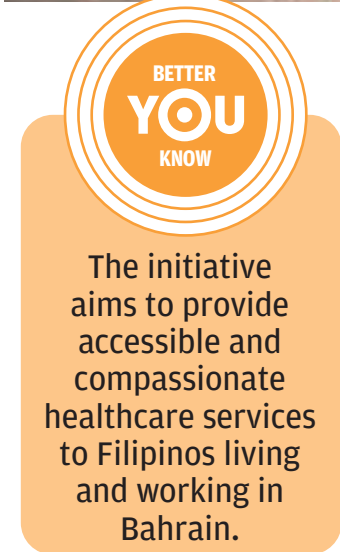 BETTER
YOU
KNOW
The initiative
aims to provide
accessible and
compassionate
healthcare services
to Filipinos living
and working in
Bahrain.